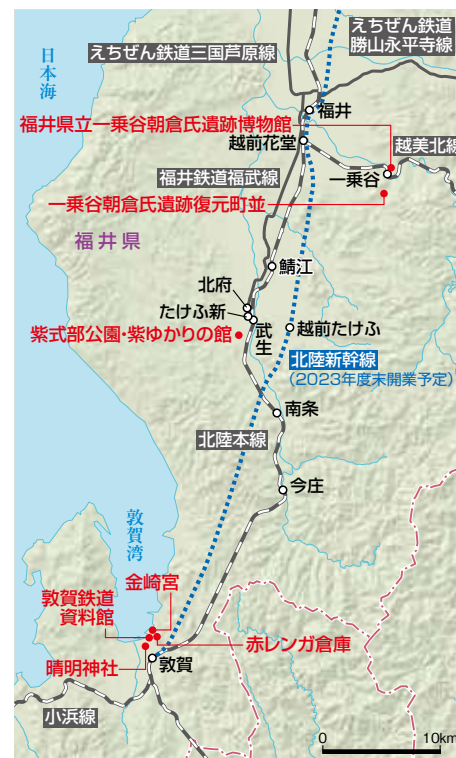 日本海
えちぜん鉄道三国芦原線
えちぜん鉄道
勝山永平寺線
福井
福井県立一乗谷朝倉氏遺跡博物館
越前花堂
越美北線
福井鉄道福武線
一乗谷
一乗谷朝倉氏遺跡復元町並
福井県
鯖江
北府
たけふ新
武生
越前たけふ
紫式部公園・紫ゆかりの館
北陸新幹線
(2023年度末開業予定)
南条
北陸本線
今庄
敦賀湾
金崎宮
敦賀鉄道
資料館
赤レンガ倉庫
晴明神社
敦賀
小浜線
0 10km